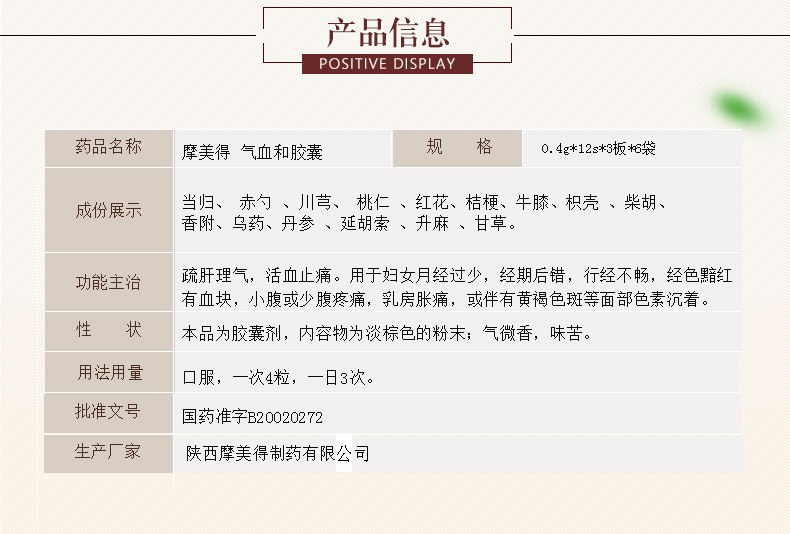 产品信息
POSITIVE DISPLAY
药品名称 摩美得 气血和胶囊 规 格 0.4g*12s*3板*6袋
成份展示 当归、 赤勺 、川芎、 桃仁 、红花、桔梗、牛膝、枳壳 、柴胡、
香附、乌药、丹参 、延胡索 、升麻 、甘草。
功能主治 疏肝理气，活血止痛。用于妇女月经过少，经期后错，行经不畅，经色黯红
有血块，小腹或少腹疼痛，乳房胀痛，或伴有黄褐色斑等面部色素沉着。
性 状 本品为胶囊剂，内容物为淡棕色的粉末；气微香，味苦。
用法用量 口服，一次4粒，一日3次。
批准文号 国药准字B20020272
生产厂家 陕西摩美得制药有限公司